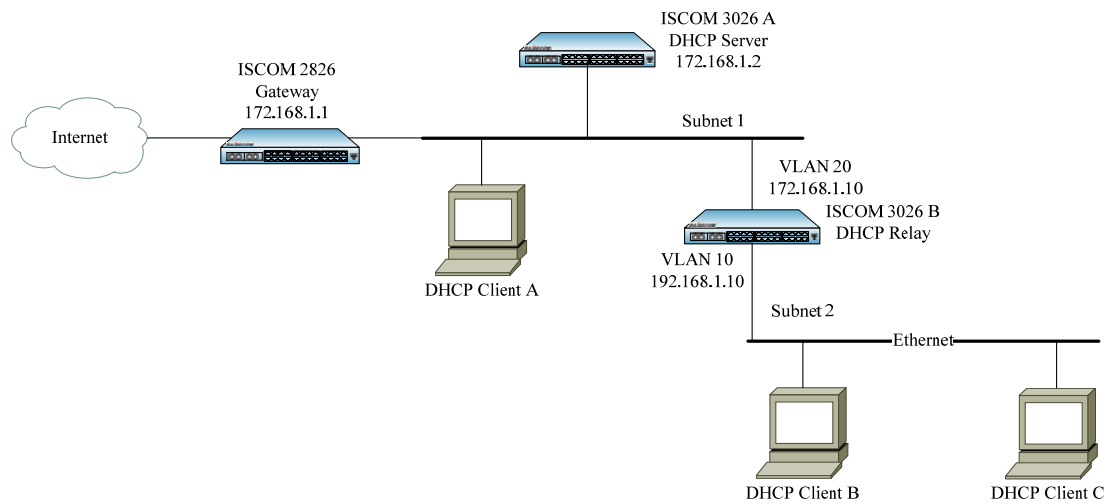 ISCOM 3026 A
DHCP Server
172.168.1.2
ISCOM 2826
Gateway
172.168.1.1
Internet
Subnet 1
VLAN 20
172.168.1.10
ISCOM 3026 B
DHCP Relay
VLAN 10
192.168.1.10
DHCP Client A
Subnet 2
Ethernet
DHCP Client B
DHCP Client C